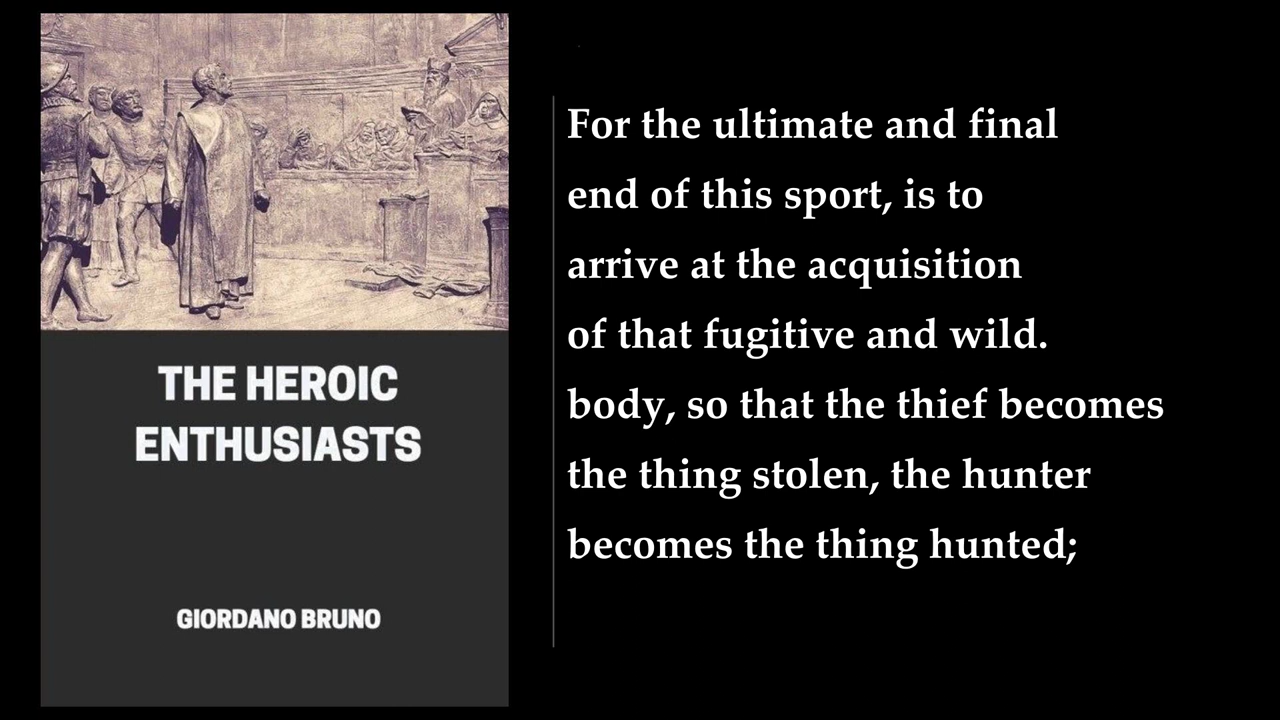 THE HEROIC
ENTHUSIASTS
GIORDANO BRUNO
For the ultimate and final
end of this sport, is to
arrive at the acquisition
of that fugitive and wild.
body, so that the thief becomes
the thing stolen, the hunter
becomes the thing hunted;